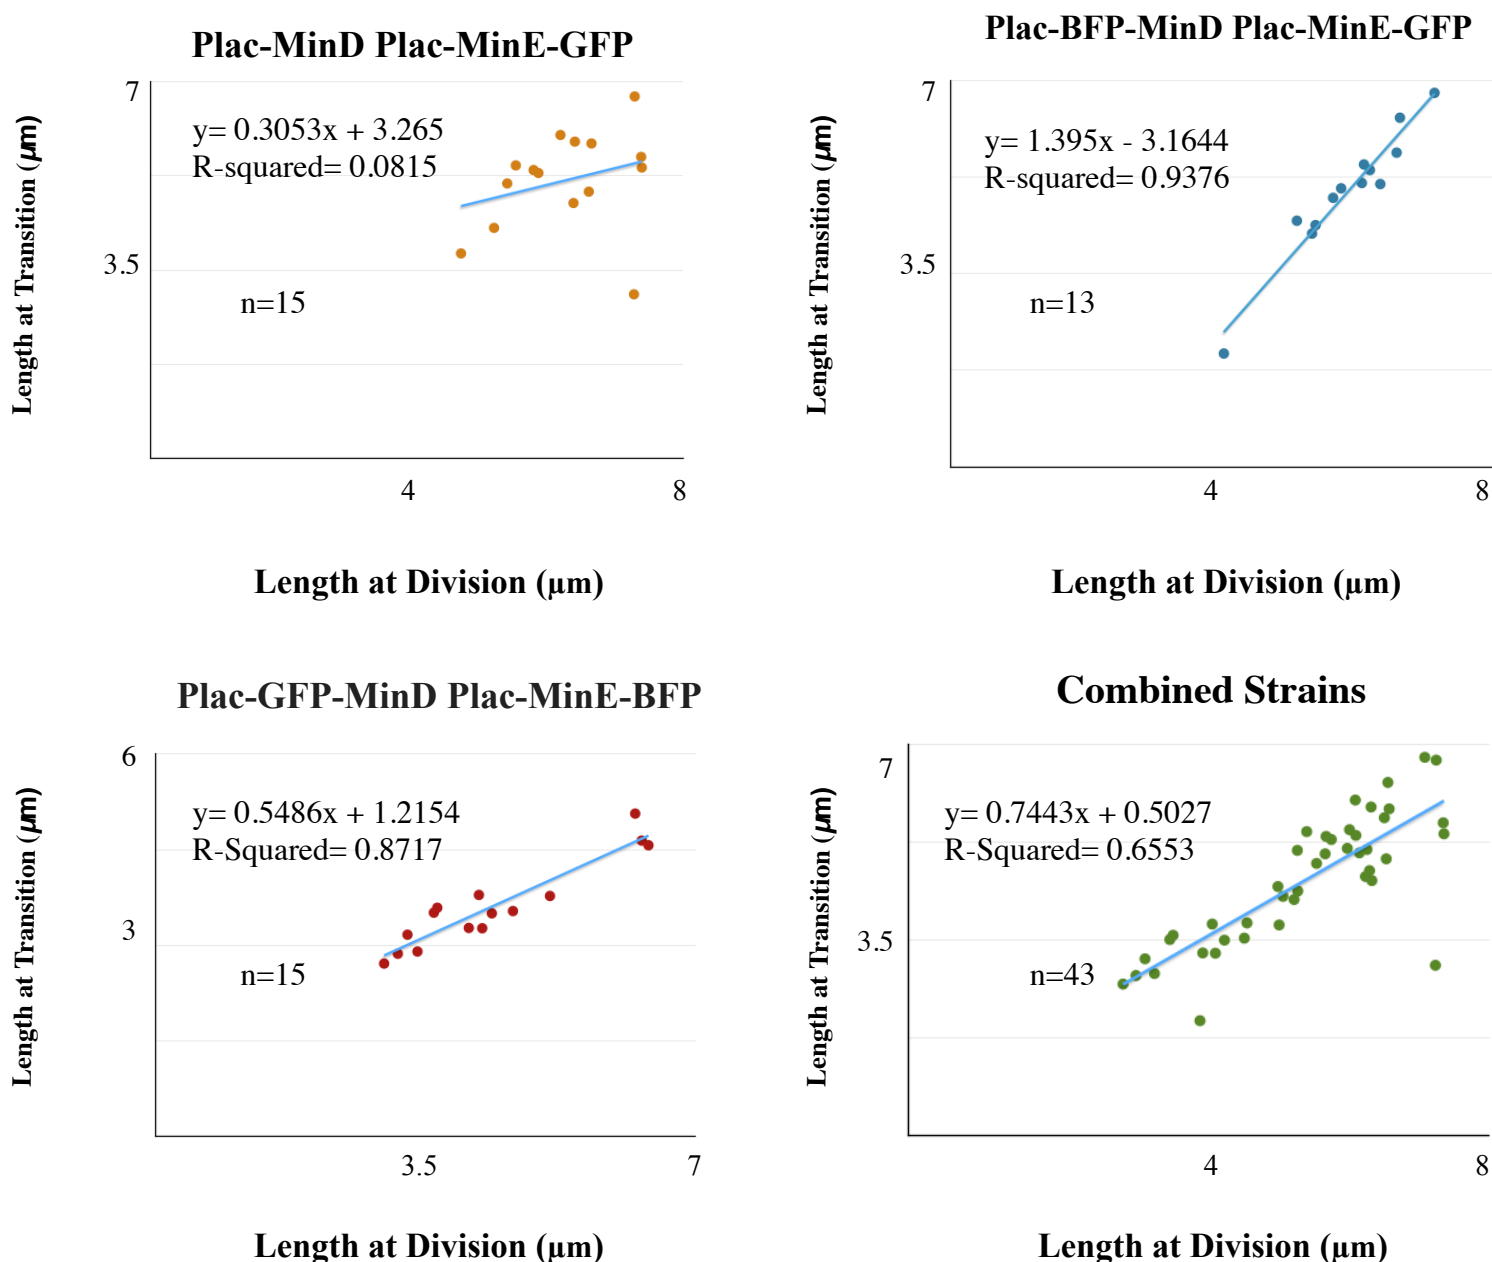 Plac-MinD Plac-MinE-GFP
7
y= 0.3053x + 3.265
R-squared= 0.0815
3.5
n=15
Length at Transition (μm)
4
8
Length at Division (μm)
Plac-BFP-MinD Plac-MinE-GFP
7
y= 1.395x - 3.1644
R-squared= 0.9376
3.5
n=13
Length at Transition (μm)
4
8
Length at Division (μm)
Plac-GFP-MinD Plac-MinE-BFP
6
y= 0.5486x + 1.2154
R-Squared= 0.8717
3
n=15
Length at Transition (μm)
3.5
7
Length at Division (μm)
Combined Strains
7
y= 0.7443x + 0.5027
R-Squared= 0.6553
3.5
n=43
Length at Transition (μm)
4
8
Length at Division (μm)